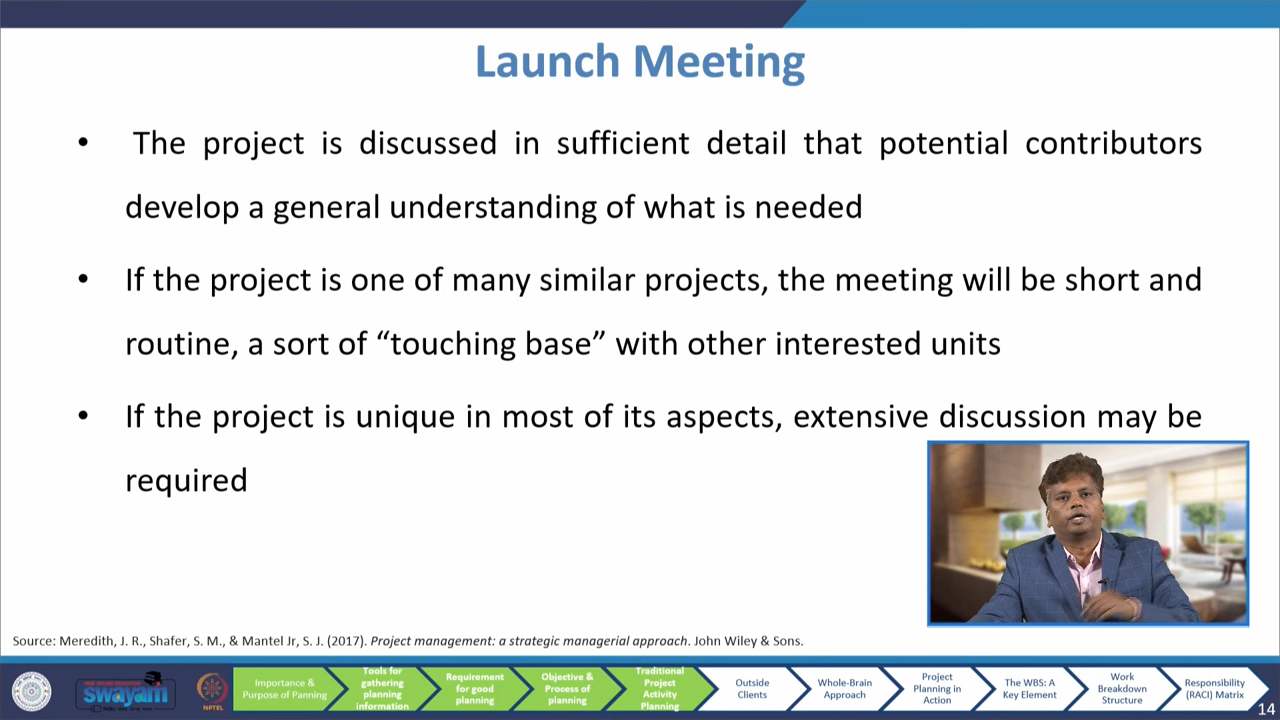 Launch Meeting
• The project is discussed in sufficient detail that potential contributors
develop a general understanding of what is needed
• If the project is one of many similar projects, the meeting will be short and
routine, a sort of “touching base” with other interested units
• If the project is unique in most of its aspects, extensive discussion may be
required
Source: Meredith, J. R., Shafer, S. M., & Mantel Jr, S. J. (2017). Project management: a strategic managerial approach. John Wiley & Sons.
swayam
NPTEL
Importance &
Purpose of Panning
Tools for
gathering
planning
information
Requirement
for good
planning
Objective &
Process of
planning
Traditional
Project
Activity
Planning
Outside
Clients
Whole-Brain
Approach
Project
Planning in
Action
The WBS: A
Key Element
Work
Breakdown
Structure
Responsibility
(RACI) Matrix
14